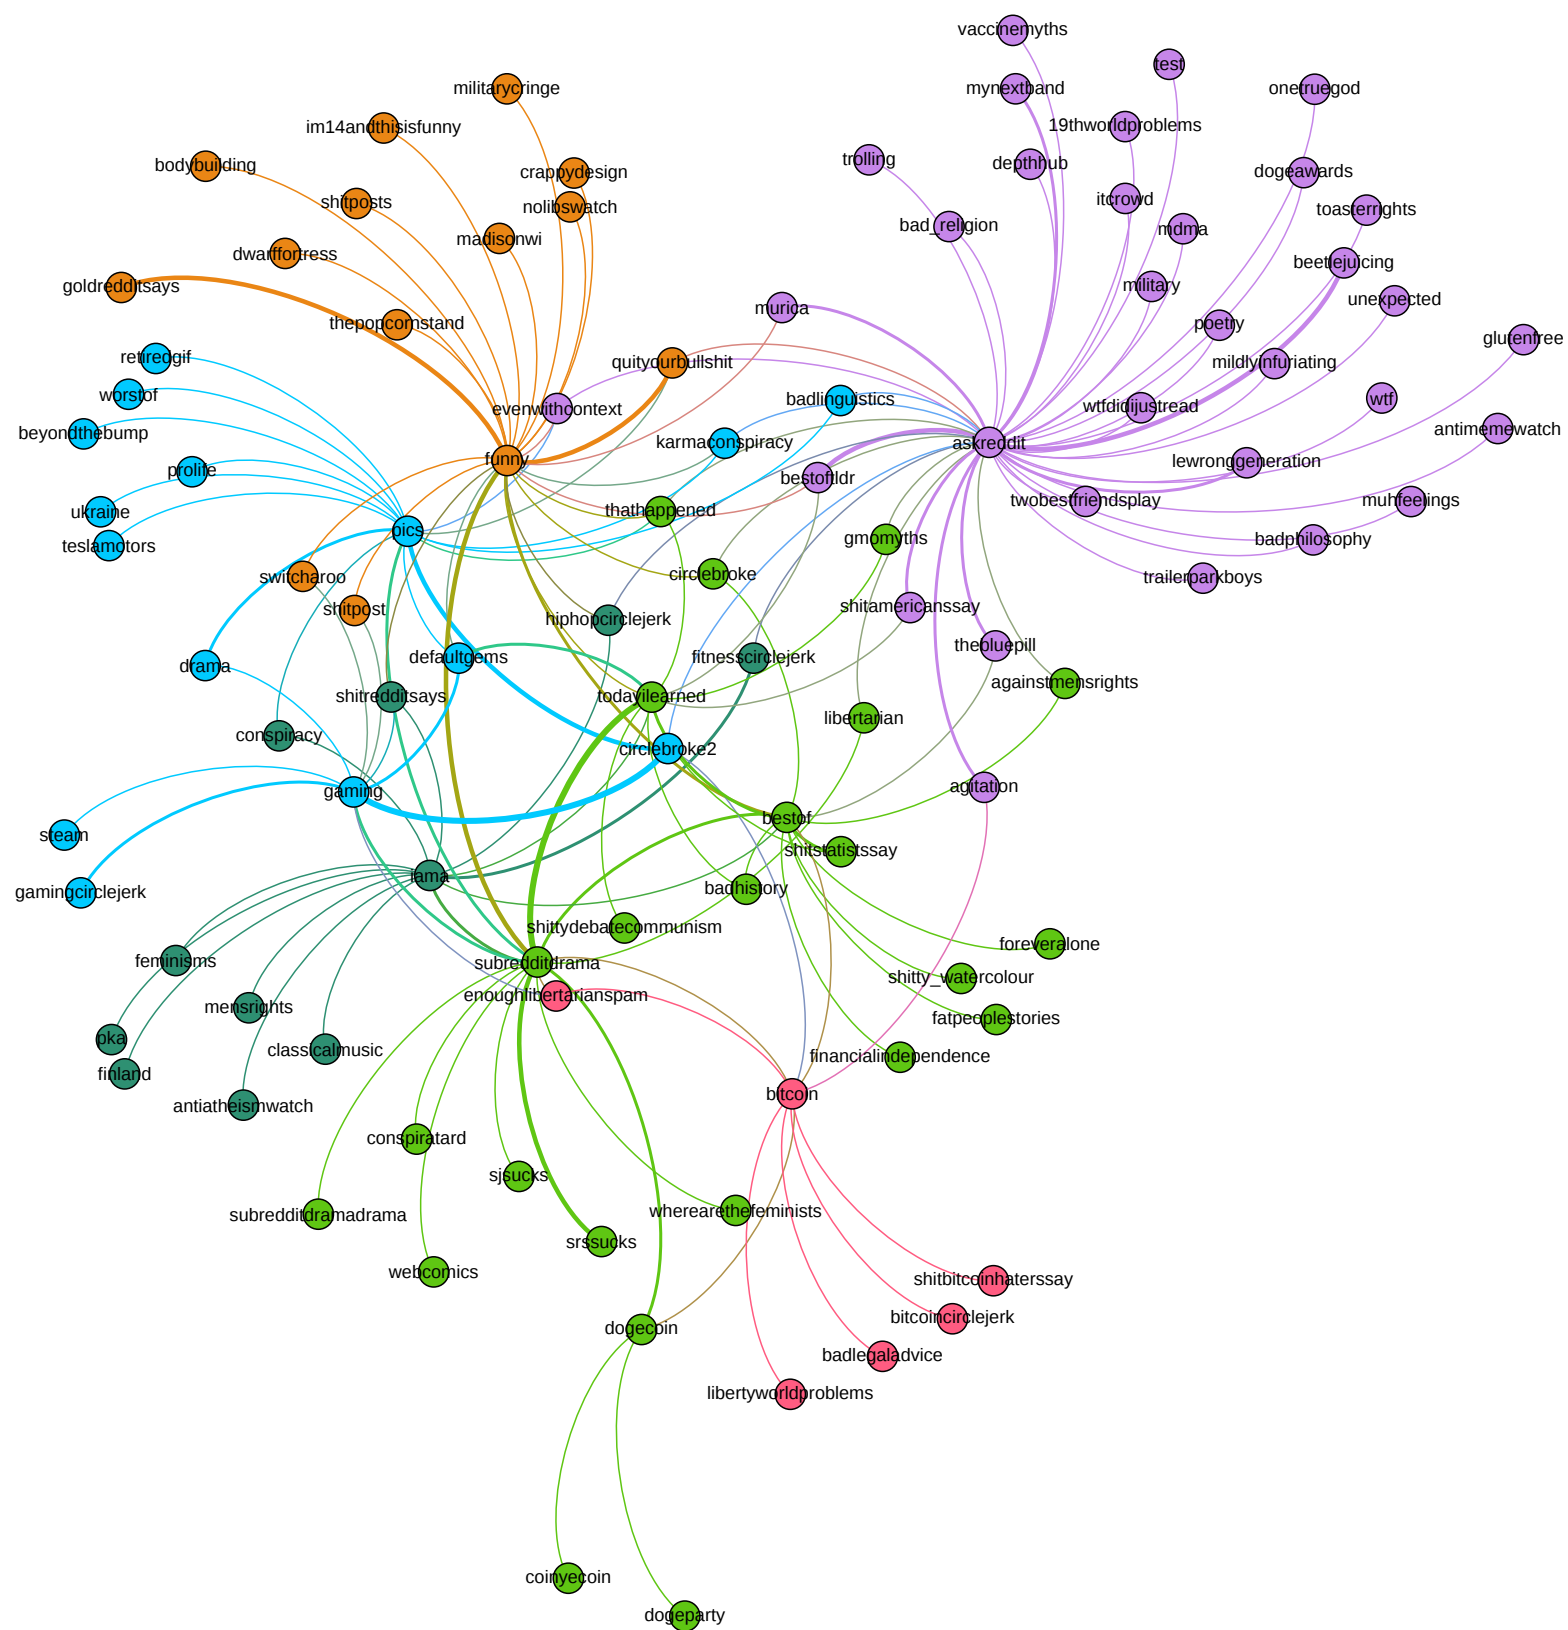 vaccinemyths
test
militarycringe
mynextband
onetruegod
im14andthisisfunny
19thworldproblems
trolling
depthhub
bodybuilding
crappydesign
dogeawards
shitposts
nolibswatch
itcrowd
toasterrights
bad_religion
mdma
madisonwi
dwarffortress
beetlejuicing
goldredditsays
military
unexpected
murica
thepopcornstand
poetry
glutenfree
retiredgif
quityourbullshit
mildlyinfuriating
worstof
badlinguistics
wtf
evenwithcontext
wtfdidijustread
beyondthebump
karmaconspiracy
askreddit
antimemewatch
funny
lewronggeneration
prolife
bestoftldr
ukraine
thathappened
twobestfriendsplay
muhfeelings
pics
gmomyths
badphilosophy
teslamotors
switcharoo
circlebroke
trailerparkboys
shitpost
hiphopcirclejerk
shitamericanssay
drama
defaultgems
fitnesscirclejerk
thebluepill
shitredditsays
todayilearned
againstmensrights
conspiracy
libertarian
circlebroke2
gaming
agitation
steam
bestof
shitstatistssay
iama
gamingcirclejerk
badhistory
shittydebatecommunism
foreveralone
feminisms
subredditdrama
shitty_watercolour
enoughlibertarianspam
mensrights
fatpeoplestories
pka
classicalmusic
financialindependence
finland
bitcoin
antiatheismwatch
conspiratard
sjsucks
subredditdramadrama
wherearethefeminists
srssucks
webcomics
shitbitcoinhaterssay
bitcoincirclejerk
dogecoin
badlegaladvice
libertyworldproblems
coinyecoin
dogeparty